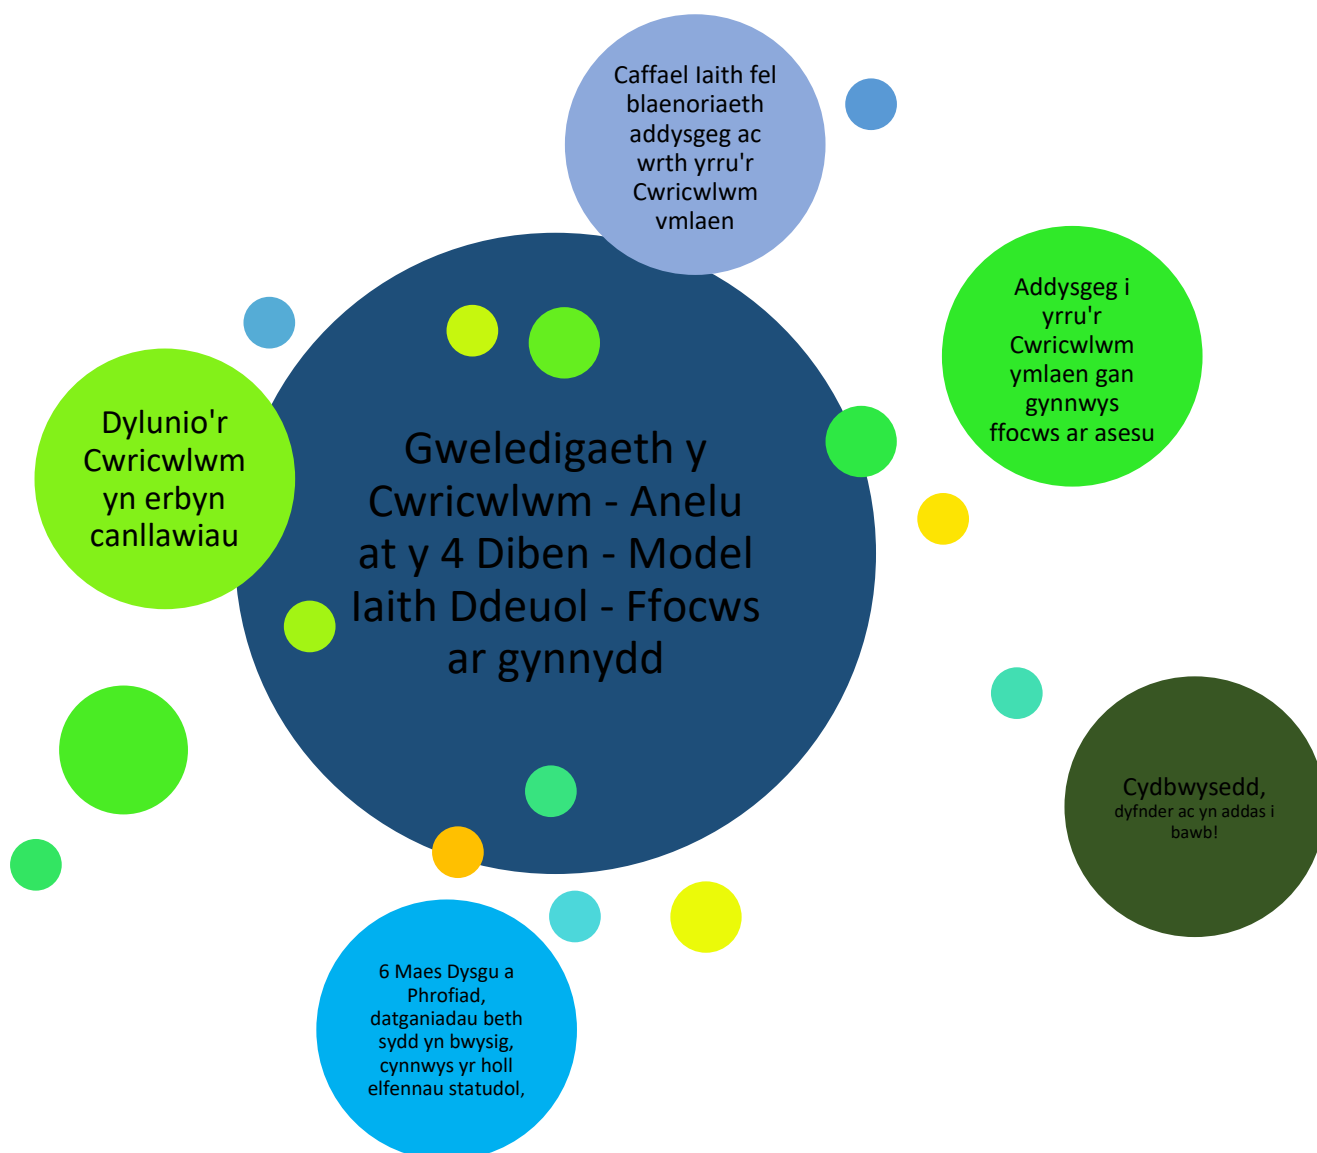 Caffael Iaith fel
blaenoriaeth
addysgeg ac
wrth yrru'r
Cwricwlwm
ymlaen
Addysgeg i
yrru'r
Cwricwlwm
ymlaen gan
gynnwys
ffocws ar asesu
Dylunio'r
Cwricwlwm
yn erbyn
canllawiau
Gweledigaeth y
Cwricwlwm - Anelu
at y 4 Diben - Model
Iaith Ddeuol - Ffocws
ar gynnydd
Cydbwysedd,
dyfnder ac yn addas i
bawb!
6 Maes Dysgu a
Phrofiad,
datganiadau beth
sydd yn bwysig,
cynnwys yr holl
elfennau statudol,